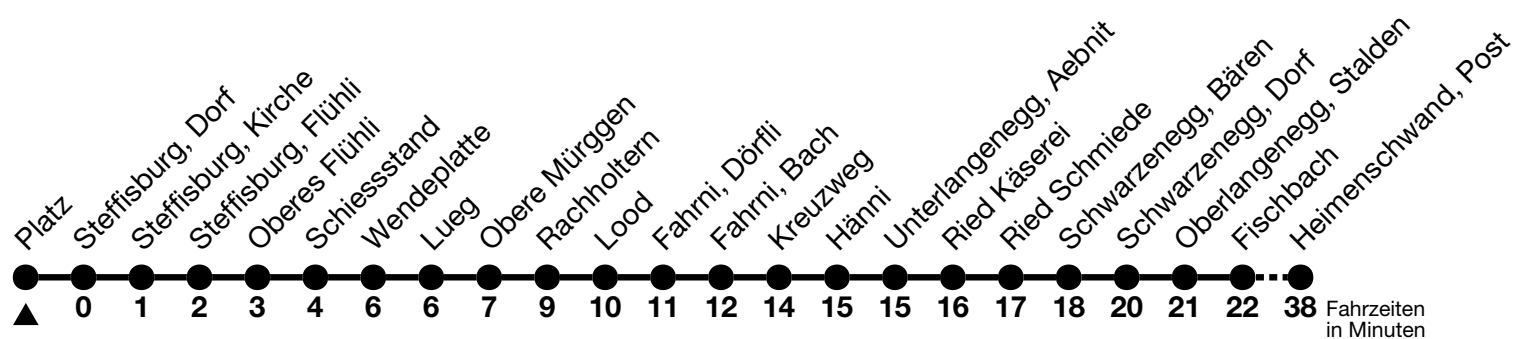 Platz
Steffisburg, Dorf
Steffisburg, Kirche
Steffisburg, Flühli
Oberes Flühli
Schiessstand
Wendeplatte
Lueg
Obere Mürggen
Rachholtern
Lood
Fahrni, Dörfli
Fahrni, Bach
Kreuzweg
Hänni
Unterlangenegg, Aebnit
Ried Käserei
Ried Schmiede
Schwarzenegg, Bären
Schwarzenegg, Dorf
Oberlangenegg, Stalden
Fischbach
Heimenschwand, Post
0 1 2 3 4 6 6 7 9 10 11 12 14 15 15 16 17 18 20 21 22 38 Fahrzeiten
in Minuten